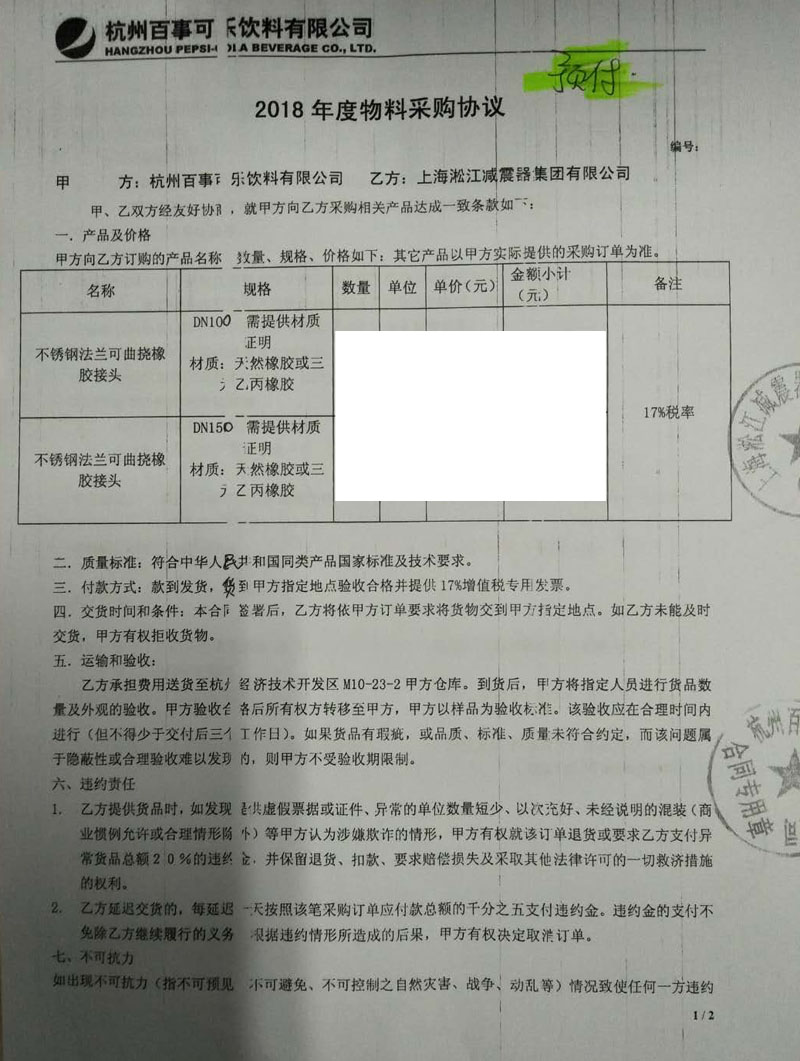 杭州百事可乐饮料有限公司
HANGZHOU PEPSI-COLA BEVERAGE CO., LTD.
预付.
2018 年度物料采购协议
编号：
甲 方：杭州百事可乐饮料有限公司 乙方：上海淞江减震器集团有限公司
甲、乙双方经友好协商，就甲方向乙方采购相关产品达成一致条款如下：
一．产品及价格
甲方向乙方订购的产品名称 数量、规格、价格如下：其它产品以甲方实际提供的采购订单为准。
名称 规格 数量 单位 单价（元） 金额小计（元） 备注
不锈钢法兰可曲挠橡胶接头
DN100 需提供材质证明
材质：天然橡胶或三元乙丙橡胶
17%税率
不锈钢法兰可曲挠橡胶接头
DN150 需提供材质证明
材质：天然橡胶或三元乙丙橡胶
二．质量标准：符合中华人民共和国同类产品国家标准及技术要求。
三．付款方式：款到发货，货到甲方指定地点验收合格并提供 17%增值税专用发票。
四．交货时间和条件：本合同签署后，乙方将依甲方订单要求将货物交到甲方指定地点。如乙方未能及时
交货，甲方有权拒收货物。
五．运输和验收：
乙方承担费用送货至杭州经济技术开发区 M10-23-2 甲方仓库。到货后，甲方将指定人员进行货品数
量及外观的验收。甲方验收合格后所有权方转移至甲方，甲方以样品为验收标准。该验收应在合理时间内
进行（但不得少于交付后三个工作日）。如果货品有瑕疵，或品质、标准、质量未符合约定，而该问题属
于隐蔽性或合理验收难以发现的，则甲方不受验收期限制。
六、违约责任
1. 乙方提供货品时，如发现提供虚假票据或证件、异常的单位数量短少、以次充好、未经说明的混装（商
业惯例允许或合理情形除外）等甲方认为涉嫌欺诈的情形，甲方有权就该订单退货或要求乙方支付异
常货品总额２０％的违约金，并保留退货、扣款、要求赔偿损失及采取其他法律许可的一切救济措施
的权利。
2. 乙方延迟交货的，每延迟一天按照该笔采购订单应付款总额的千分之五支付违约金。违约金的支付不
免除乙方继续履行的义务 根据违约情形所造成的后果，甲方有权决定取消订单。
七、不可抗力
如出现不可抗力（指不可预见 不可避免、不可控制之自然灾害、战争、动乱等）情况致使任何一方违约
1 / 2
上海淞江减震器
合同专用章